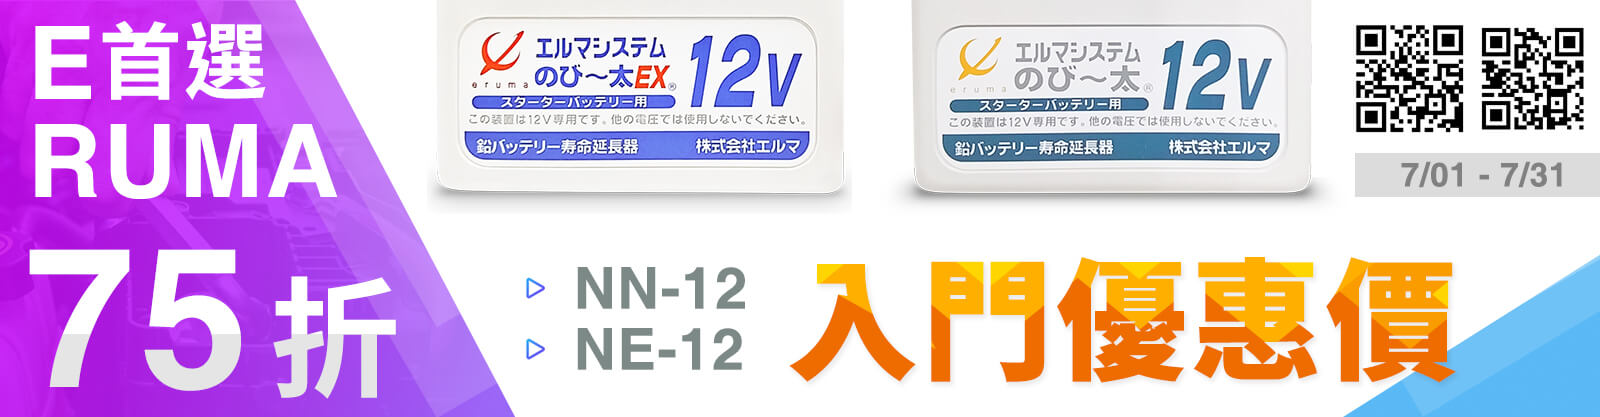 E首選
RUMA
75折
eruma
エルマシステム
のび～太EX®
12V
スターターバッテリー用
この装置は12V専用です。他の電圧では使用しないでください。
鉛バッテリー寿命延長器 株式会社エルマ
eruma
エルマシステム
のび～太®
12V
スターターバッテリー用
この装置は12V専用です。他の電圧では使用しないでください。
鉛バッテリー寿命延長器 株式会社エルマ
7/01 - 7/31
NN-12
NE-12
入門優惠價